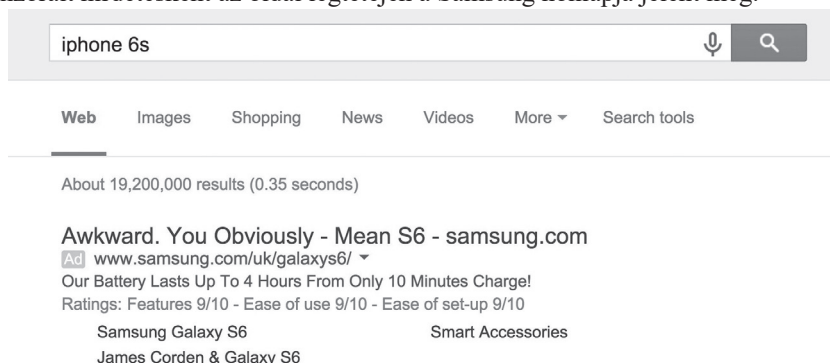 iphone 6s
Web Images Shopping News Videos More Search tools
About 19,200,000 results (0.35 seconds)
Awkward. You Obviously - Mean S6 - samsung.com
Ad www.samsung.com/uk/galaxys6/
Our Battery Lasts Up To 4 Hours From Only 10 Minutes Charge!
Ratings: Features 9/10 - Ease of use 9/10 - Ease of set-up 9/10
Samsung Galaxy S6 Smart Accessories
James Corden & Galaxy S6